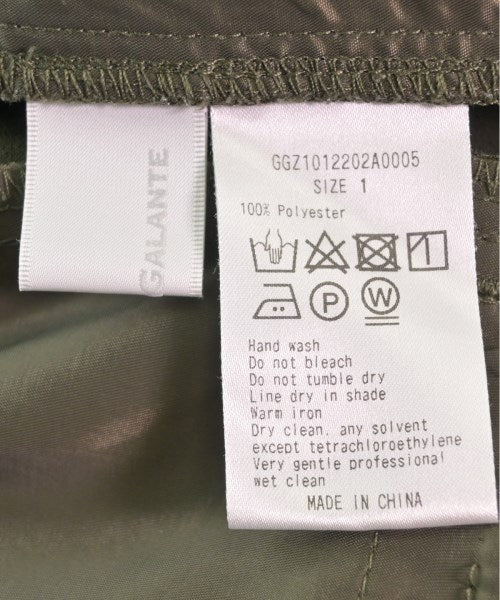 GALANTE
GGZ1012202A0005
SIZE 1
100% Polyester
P
W
Hand wash
Do not bleach
Do not tumble dry
Line dry in shade
Warm iron
Dry clean. any solvent
except tetrachloroethylene
Very gentle professional
wet clean
MADE IN CHINA